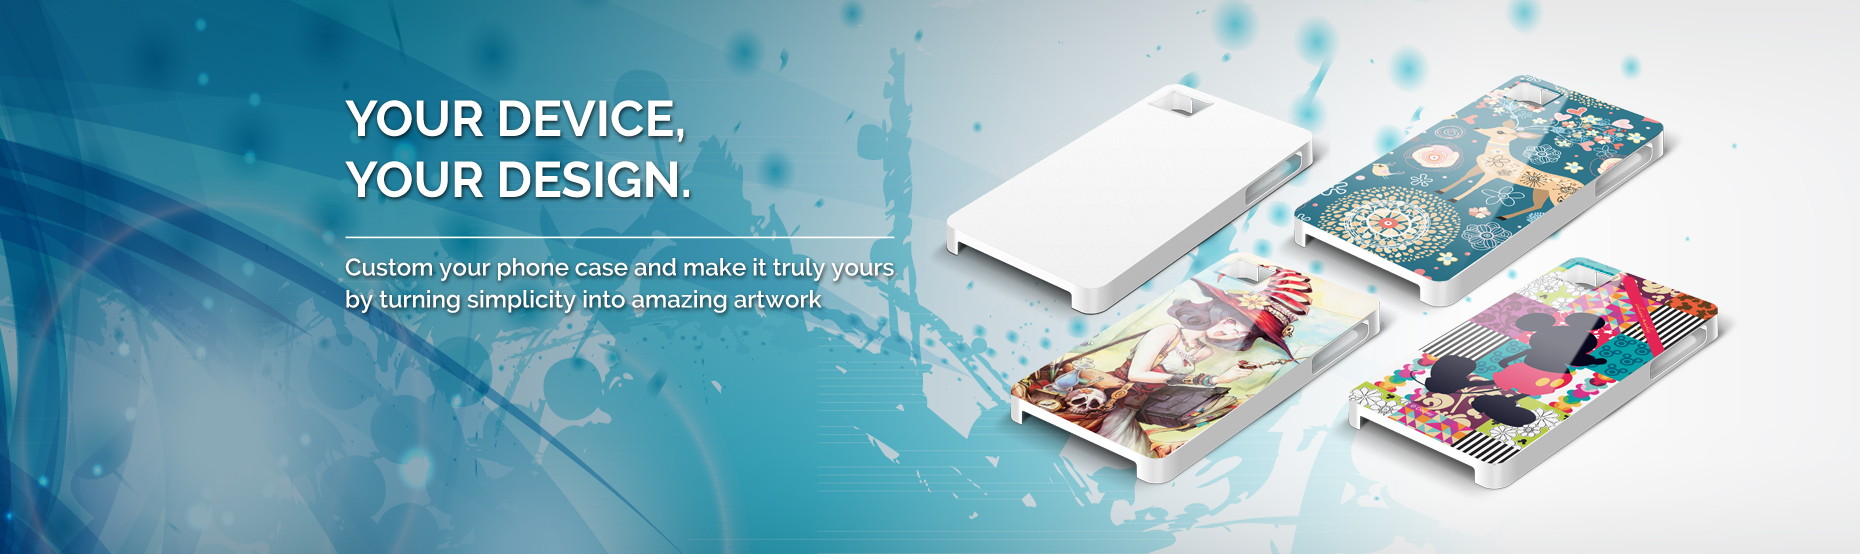 YOUR DEVICE,
YOUR DESIGN.
Custom your phone case and make it truly yours
by turning simplicity into amazing artwork